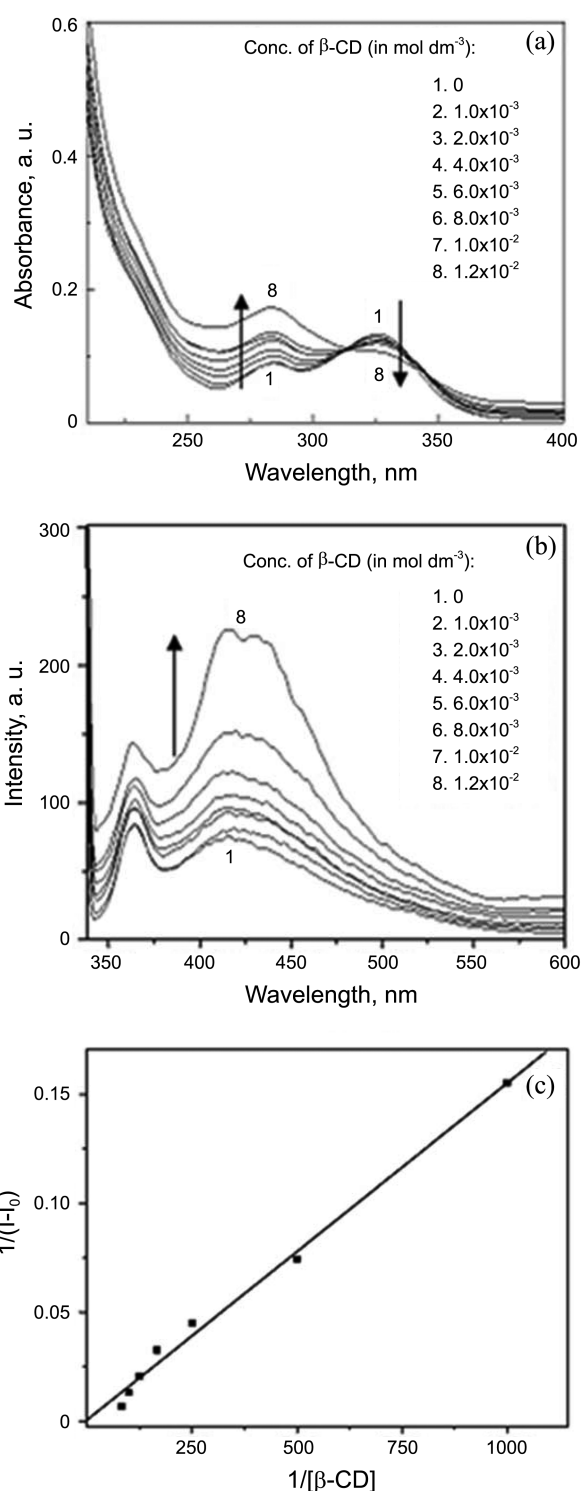 0.6
Conc. of β-CD (in mol dm-3):
(a)
1. 0
2. 1.0x10-3
3. 2.0x10-3
4. 4.0x10-3
5. 6.0x10-3
6. 8.0x10-3
7. 1.0x10-2
8. 1.2x10-2
0.4
Absorbance, a. u.
0.2
8
1
1
8
0
250
300
350
400
Wavelength, nm
300
Conc. of β-CD (in mol dm-3):
(b)
1. 0
2. 1.0x10-3
3. 2.0x10-3
4. 4.0x10-3
5. 6.0x10-3
6. 8.0x10-3
7. 1.0x10-2
8. 1.2x10-2
8
200
Intensity, a. u.
100
1
0
350
400
450
500
550
600
Wavelength, nm
(c)
0.15
0.10
1/(I-I0)
0.05
0
250
500
750
1000
1/[β-CD]